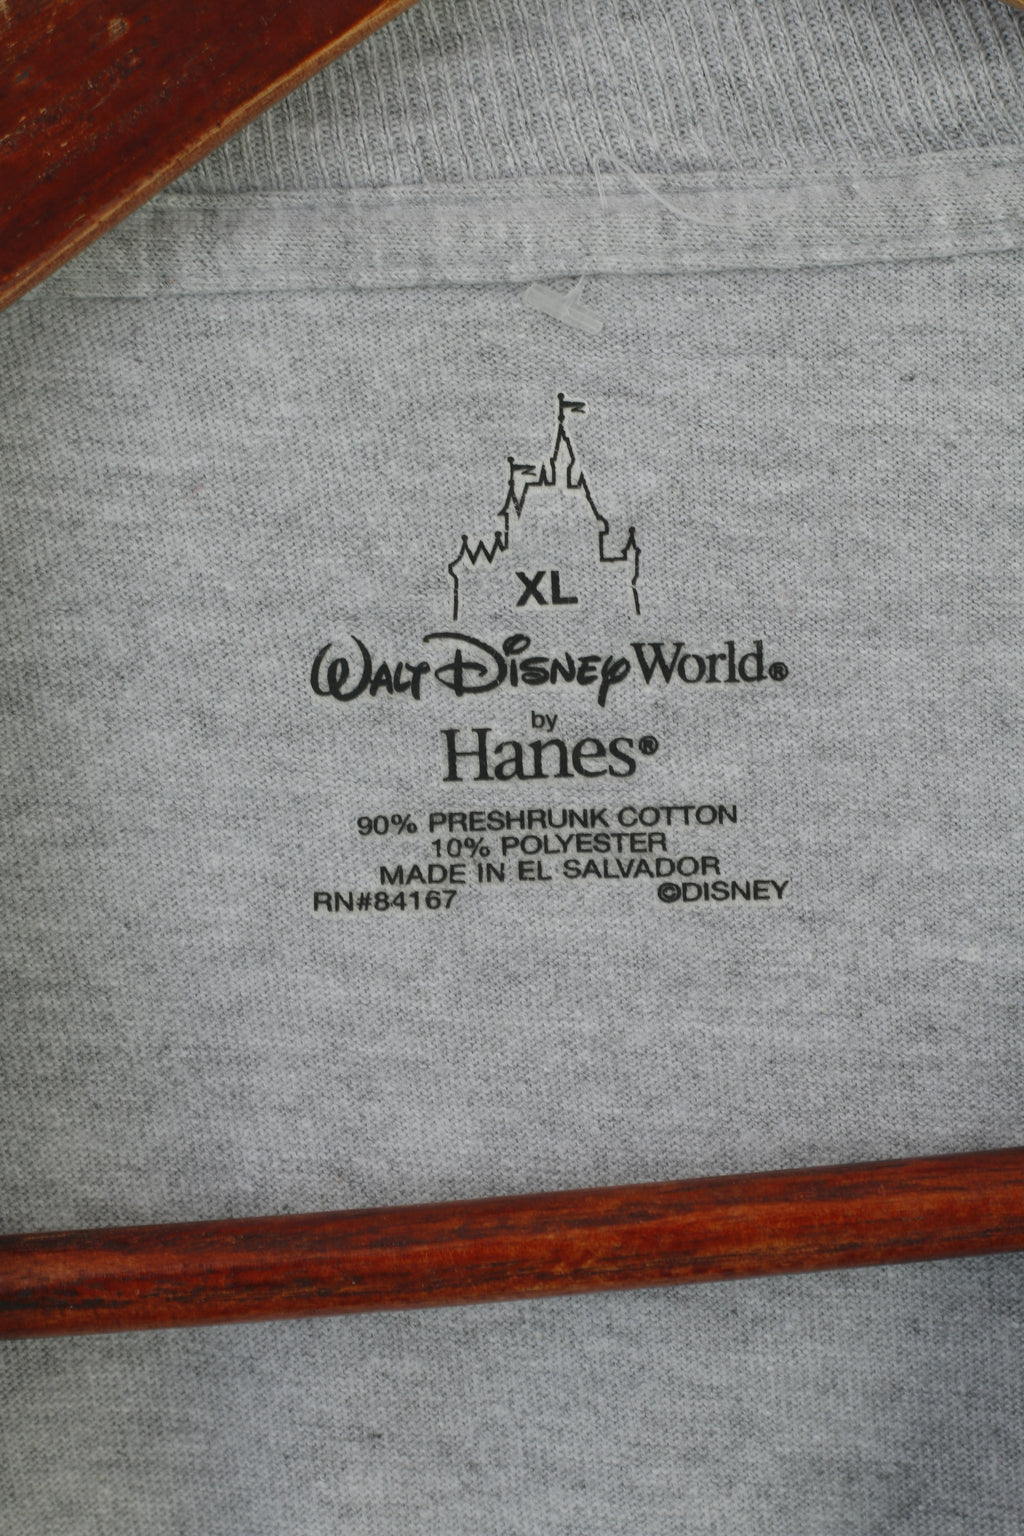 XL
Walt Disney World®
by
Hanes®
90% PRESHRUNK COTTON
10% POLYESTER
MADE IN EL SALVADOR
RN#84167 ©DISNEY